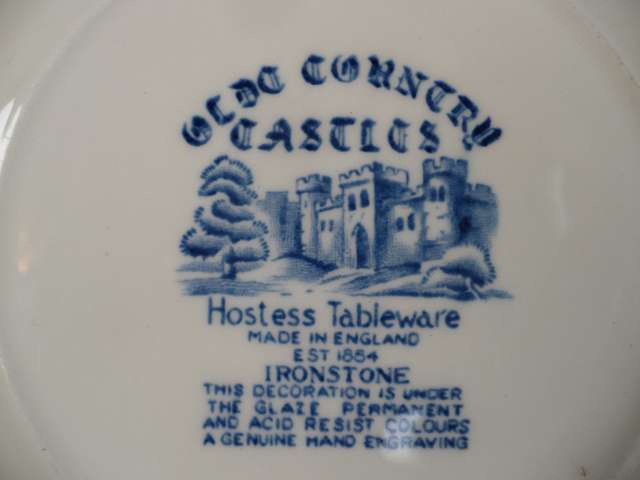 OLDE COUNTRY
CASTLES
Hostess Tableware
MADE IN ENGLAND
EST 1854
IRONSTONE
THIS DECORATION IS UNDER
THE GLAZE PERMANENT
AND ACID RESIST COLOURS
A GENUINE HAND ENGRAVING